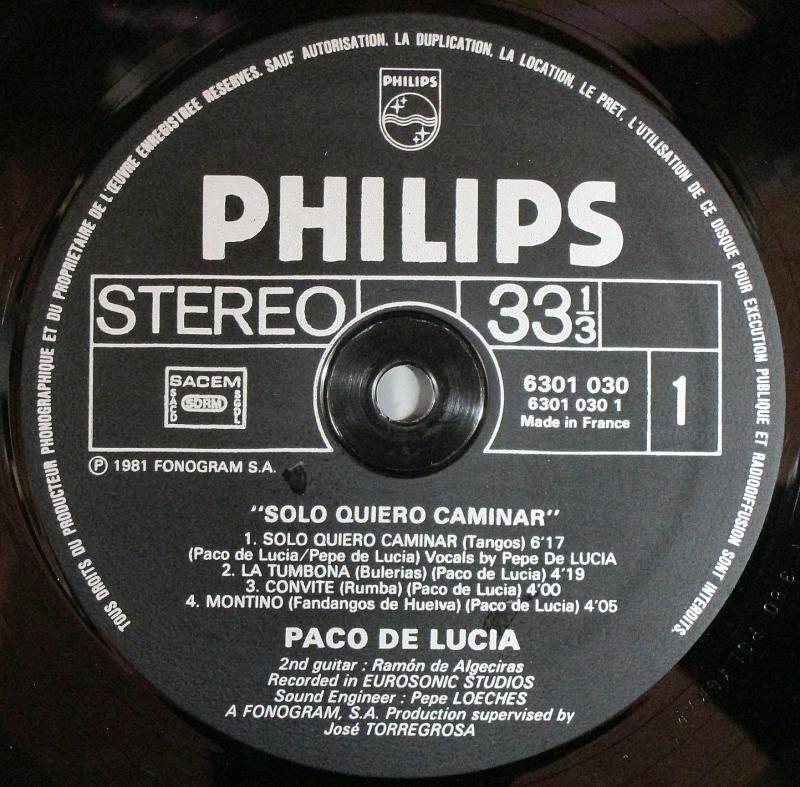 TOUS DROITS DU PRODUCTEUR PHONOGRAPHIQUE ET DU PROPRIETAIRE DE L'ŒUVRE ENREGISTREE RESERVES. SAUF AUTORISATION, LA DUPLICATION, LA LOCATION, LE PRET, L'UTILISATION DE CE DISQUE POUR EXECUTION PUBLIQUE ET RADIODIFFUSION SONT INTERDITS.
PHILIPS
PHILIPS
STEREO
33 1/3
SACEM
SACD
SDRM
SGDL
6301 030
6301 030 1
Made in France
1
Ⓟ 1981 FONOGRAM S.A.
"SOLO QUIERO CAMINAR"
1. SOLO QUIERO CAMINAR (Tangos) 6'17
(Paco de Lucia/Pepe de Lucia) Vocals by Pepe De LUCIA
2. LA TUMBONA (Bulerias) (Paco de Lucia) 4'19
3. CONVITE (Rumba) (Paco de Lucia) 4'00
4. MONTINO (Fandangos de Huelva) (Paco de Lucia) 4'05
PACO DE LUCIA
2nd guitar : Ramón de Algeciras
Recorded in EUROSONIC STUDIOS
Sound Engineer : Pepe LOECHES
A FONOGRAM, S.A. Production supervised by
José TORREGROSA